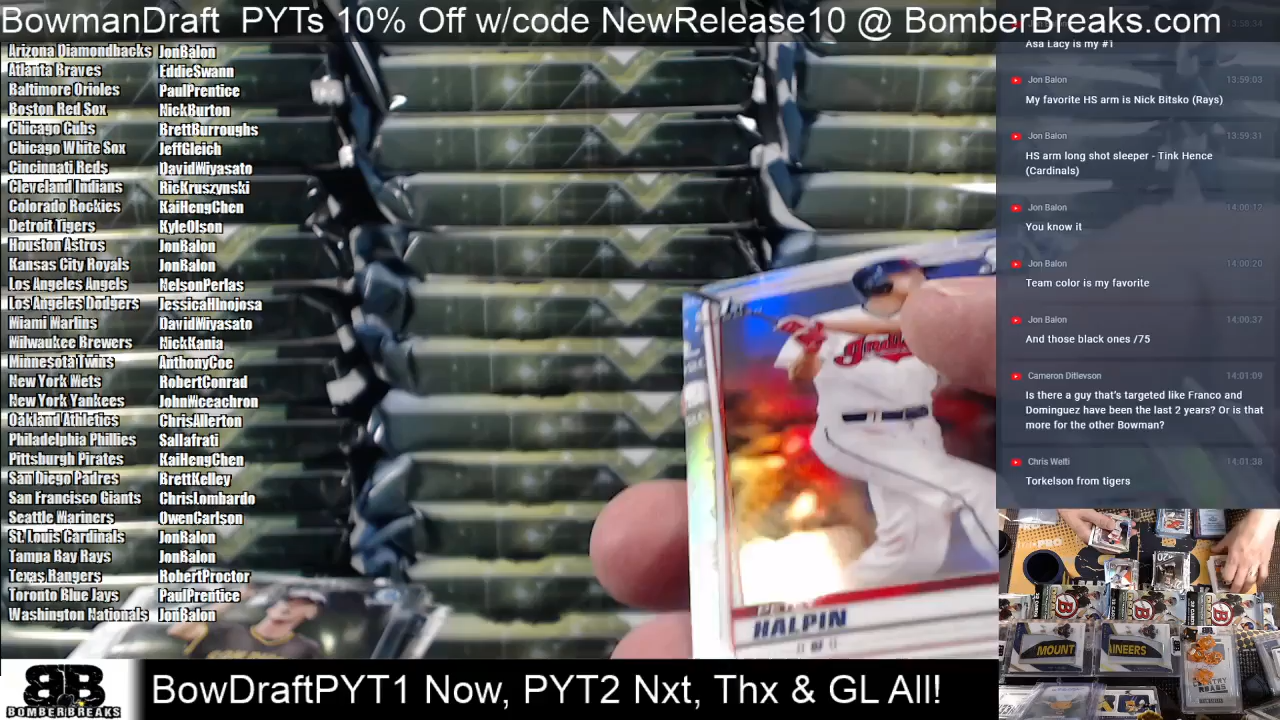 BowmanDraft PYTs 10% Off w/code NewRelease10 @ BomberBreaks.com
Arizona Diamondbacks JonBalon
Atlanta Braves EddieSwann
Baltimore Orioles PaulPrentice
Boston Red Sox NickBurton
Chicago Cubs BrettBurroughs
Chicago White Sox JeffGleich
Cincinnati Reds DavidMiyasato
Cleveland Indians RicKruszynski
Colorado Rockies KaiHengChen
Detroit Tigers KyleOlson
Houston Astros JonBalon
Kansas City Royals JonBalon
Los Angeles Angels NelsonPerlas
Los Angeles Dodgers JessicaHInojosa
Miami Marlins DavidMiyasato
Milwaukee Brewers NickKania
Minnesota Twins AnthonyCoe
New York Mets RobertConrad
New York Yankees JohnMceachron
Oakland Athletics ChrisAllerton
Philadelphia Phillies SalIafrati
Pittsburgh Pirates KaiHengChen
San Diego Padres BrettKelley
San Francisco Giants ChrisLombardo
Seattle Mariners OwenCarlson
St. Louis Cardinals JonBalon
Tampa Bay Rays JonBalon
Texas Rangers RobertProctor
Toronto Blue Jays PaulPrentice
Washington Nationals JonBalon
Indians
HALPIN
OF
13:58:34
Asa Lacy is my #1
Jon Balon 13:59:03
My favorite HS arm is Nick Bitsko (Rays)
Jon Balon 13:59:31
HS arm long shot sleeper - Tink Hence
(Cardinals)
Jon Balon 14:00:12
You know it
Jon Balon 14:00:20
Team color is my favorite
Jon Balon 14:00:37
And those black ones /75
Cameron Ditlevson 14:01:09
Is there a guy that's targeted like Franco and
Dominguez have been the last 2 years? Or is that
more for the other Bowman?
Chris Welti 14:01:38
Torkelson from tigers
MOUNT
AINEERS
BB
BOMBERBREAKS
BowDraftPYT1 Now, PYT2 Nxt, Thx & GL All!